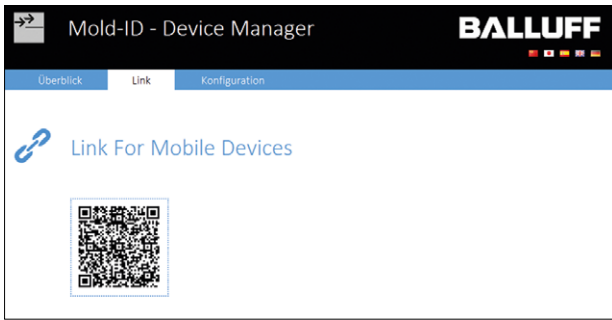 Mold-ID - Device Manager
BALLUFF
Überblick Link Konfiguration
Link For Mobile Devices